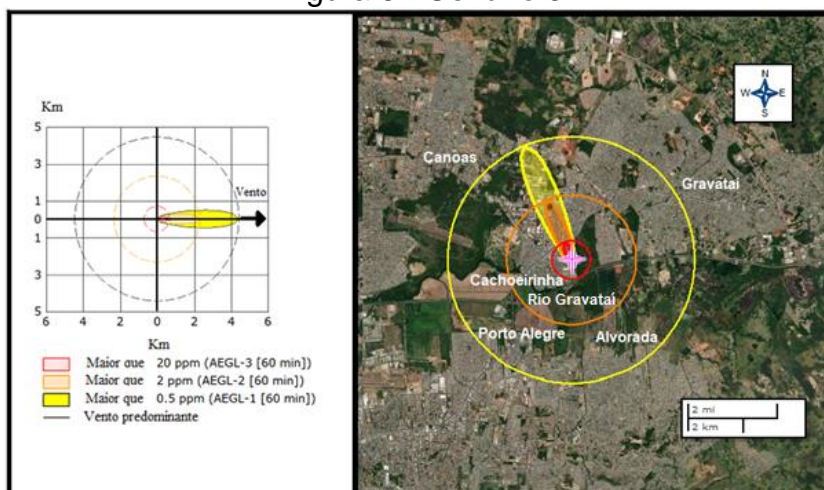 Km
5
3
1
0
1
3
5
6 4 2 0 2 4 6
Km
Vento
Maior que 20 ppm (AEGL-3 [60 min])
Maior que 2 ppm (AEGL-2 [60 min])
Maior que 0.5 ppm (AEGL-1 [60 min])
Vento predominante
N
W E
S
Canoas
Gravataí
Cachoeirinha
Rio Gravataí
Porto Alegre
Alvorada
2 mi
2 km